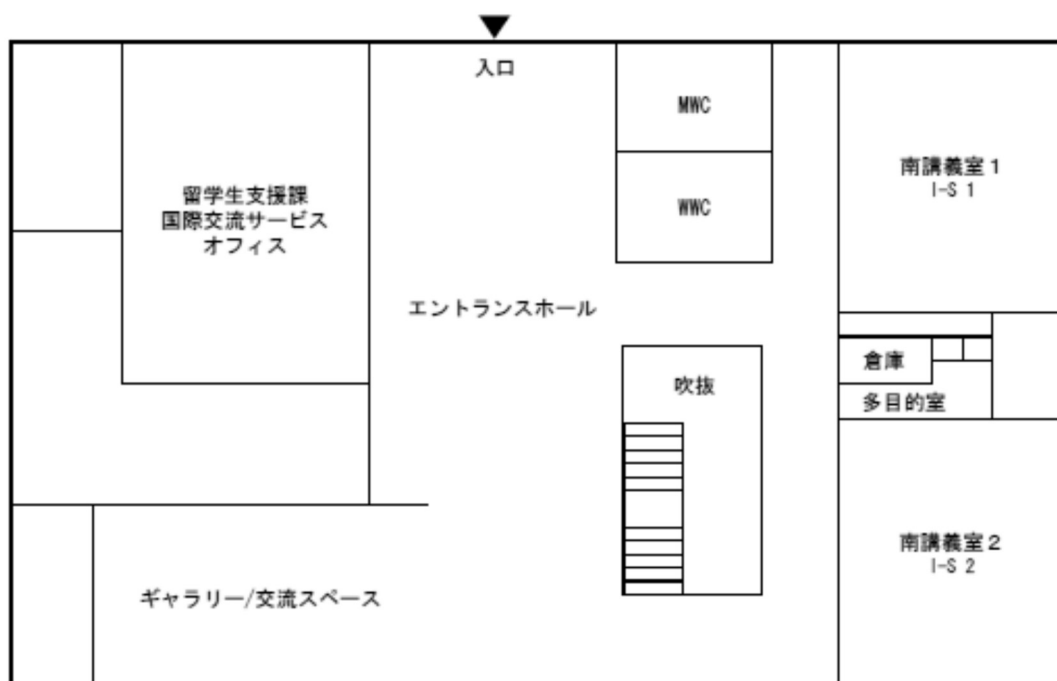 入口
MWC
南講義室1
I-S 1
留学生支援課
国際交流サービス
オフィス
WWC
エントランスホール
倉庫
吹抜
多目的室
南講義室2
I-S 2
ギャラリー/交流スペース